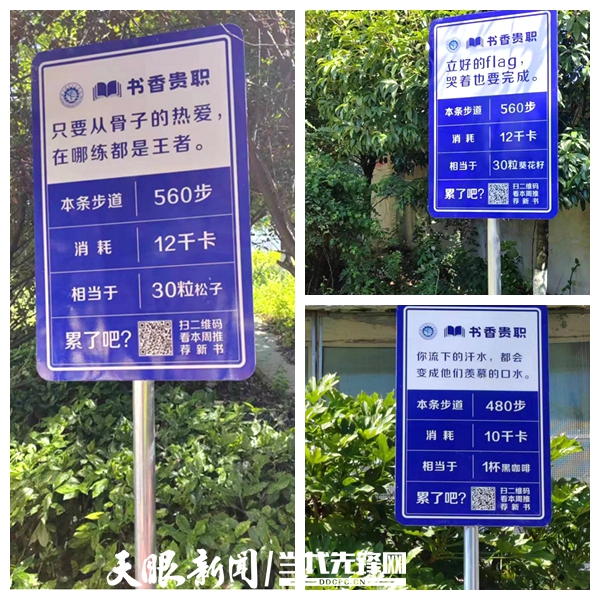 书香贵职
只要从骨子的热爱，
在哪练都是王者。
本条步道 560步
消耗 12千卡
相当于 30粒松子
累了吧？
扫二维码
看本周推
荐新书
书香贵职
立好的flag，
哭着也要完成。
本条步道 560步
消耗 12千卡
相当于 30粒葵花籽
累了吧？
扫二维码
看本周推
荐新书
书香贵职
你流下的汗水，都会
变成他们羡慕的口水。
本条步道 480步
消耗 10千卡
相当于 1杯黑咖啡
累了吧？
扫二维码
看本周推
荐新书
天眼新闻/当代先锋网
DDCPC.CN